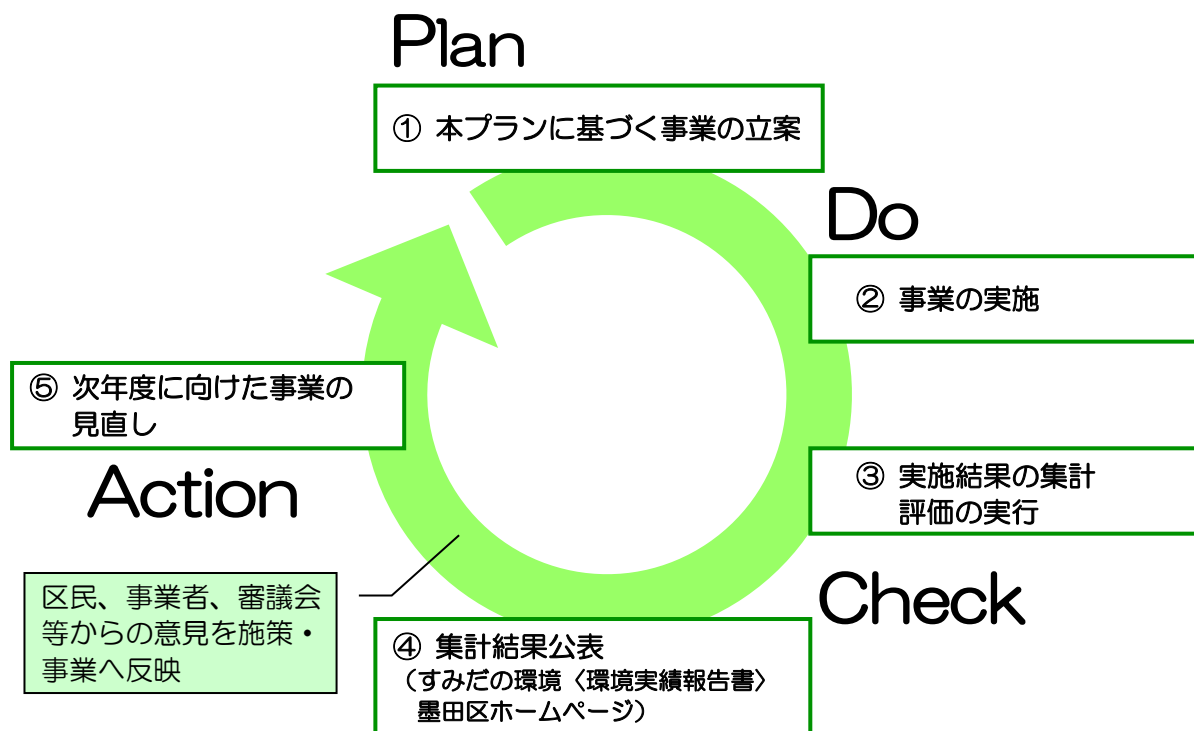 Plan
① 本プランに基づく事業の立案
Do
② 事業の実施
③ 実施結果の集計
評価の実行
Check
④ 集計結果公表
（すみだの環境〈環境実績報告書〉
墨田区ホームページ）
⑤ 次年度に向けた事業の
見直し
Action
区民、事業者、審議会
等からの意見を施策・
事業へ反映